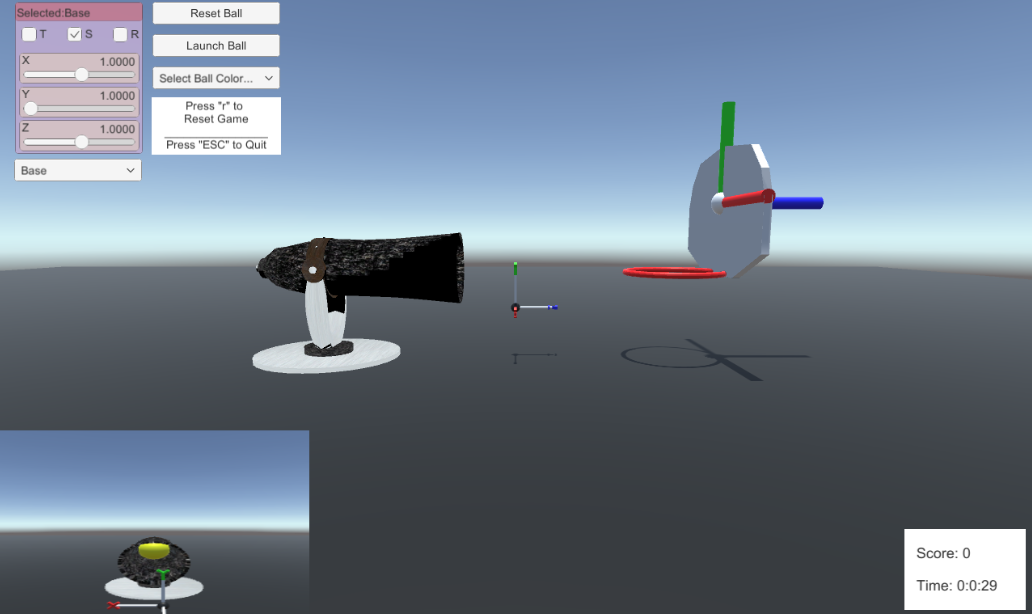 Selected:Base
T S R
X 1.0000
Y 1.0000
Z 1.0000
Base
Reset Ball
Launch Ball
Select Ball Color...
Press "r" to
Reset Game
Press "ESC" to Quit
Score: 0
Time: 0:0:29